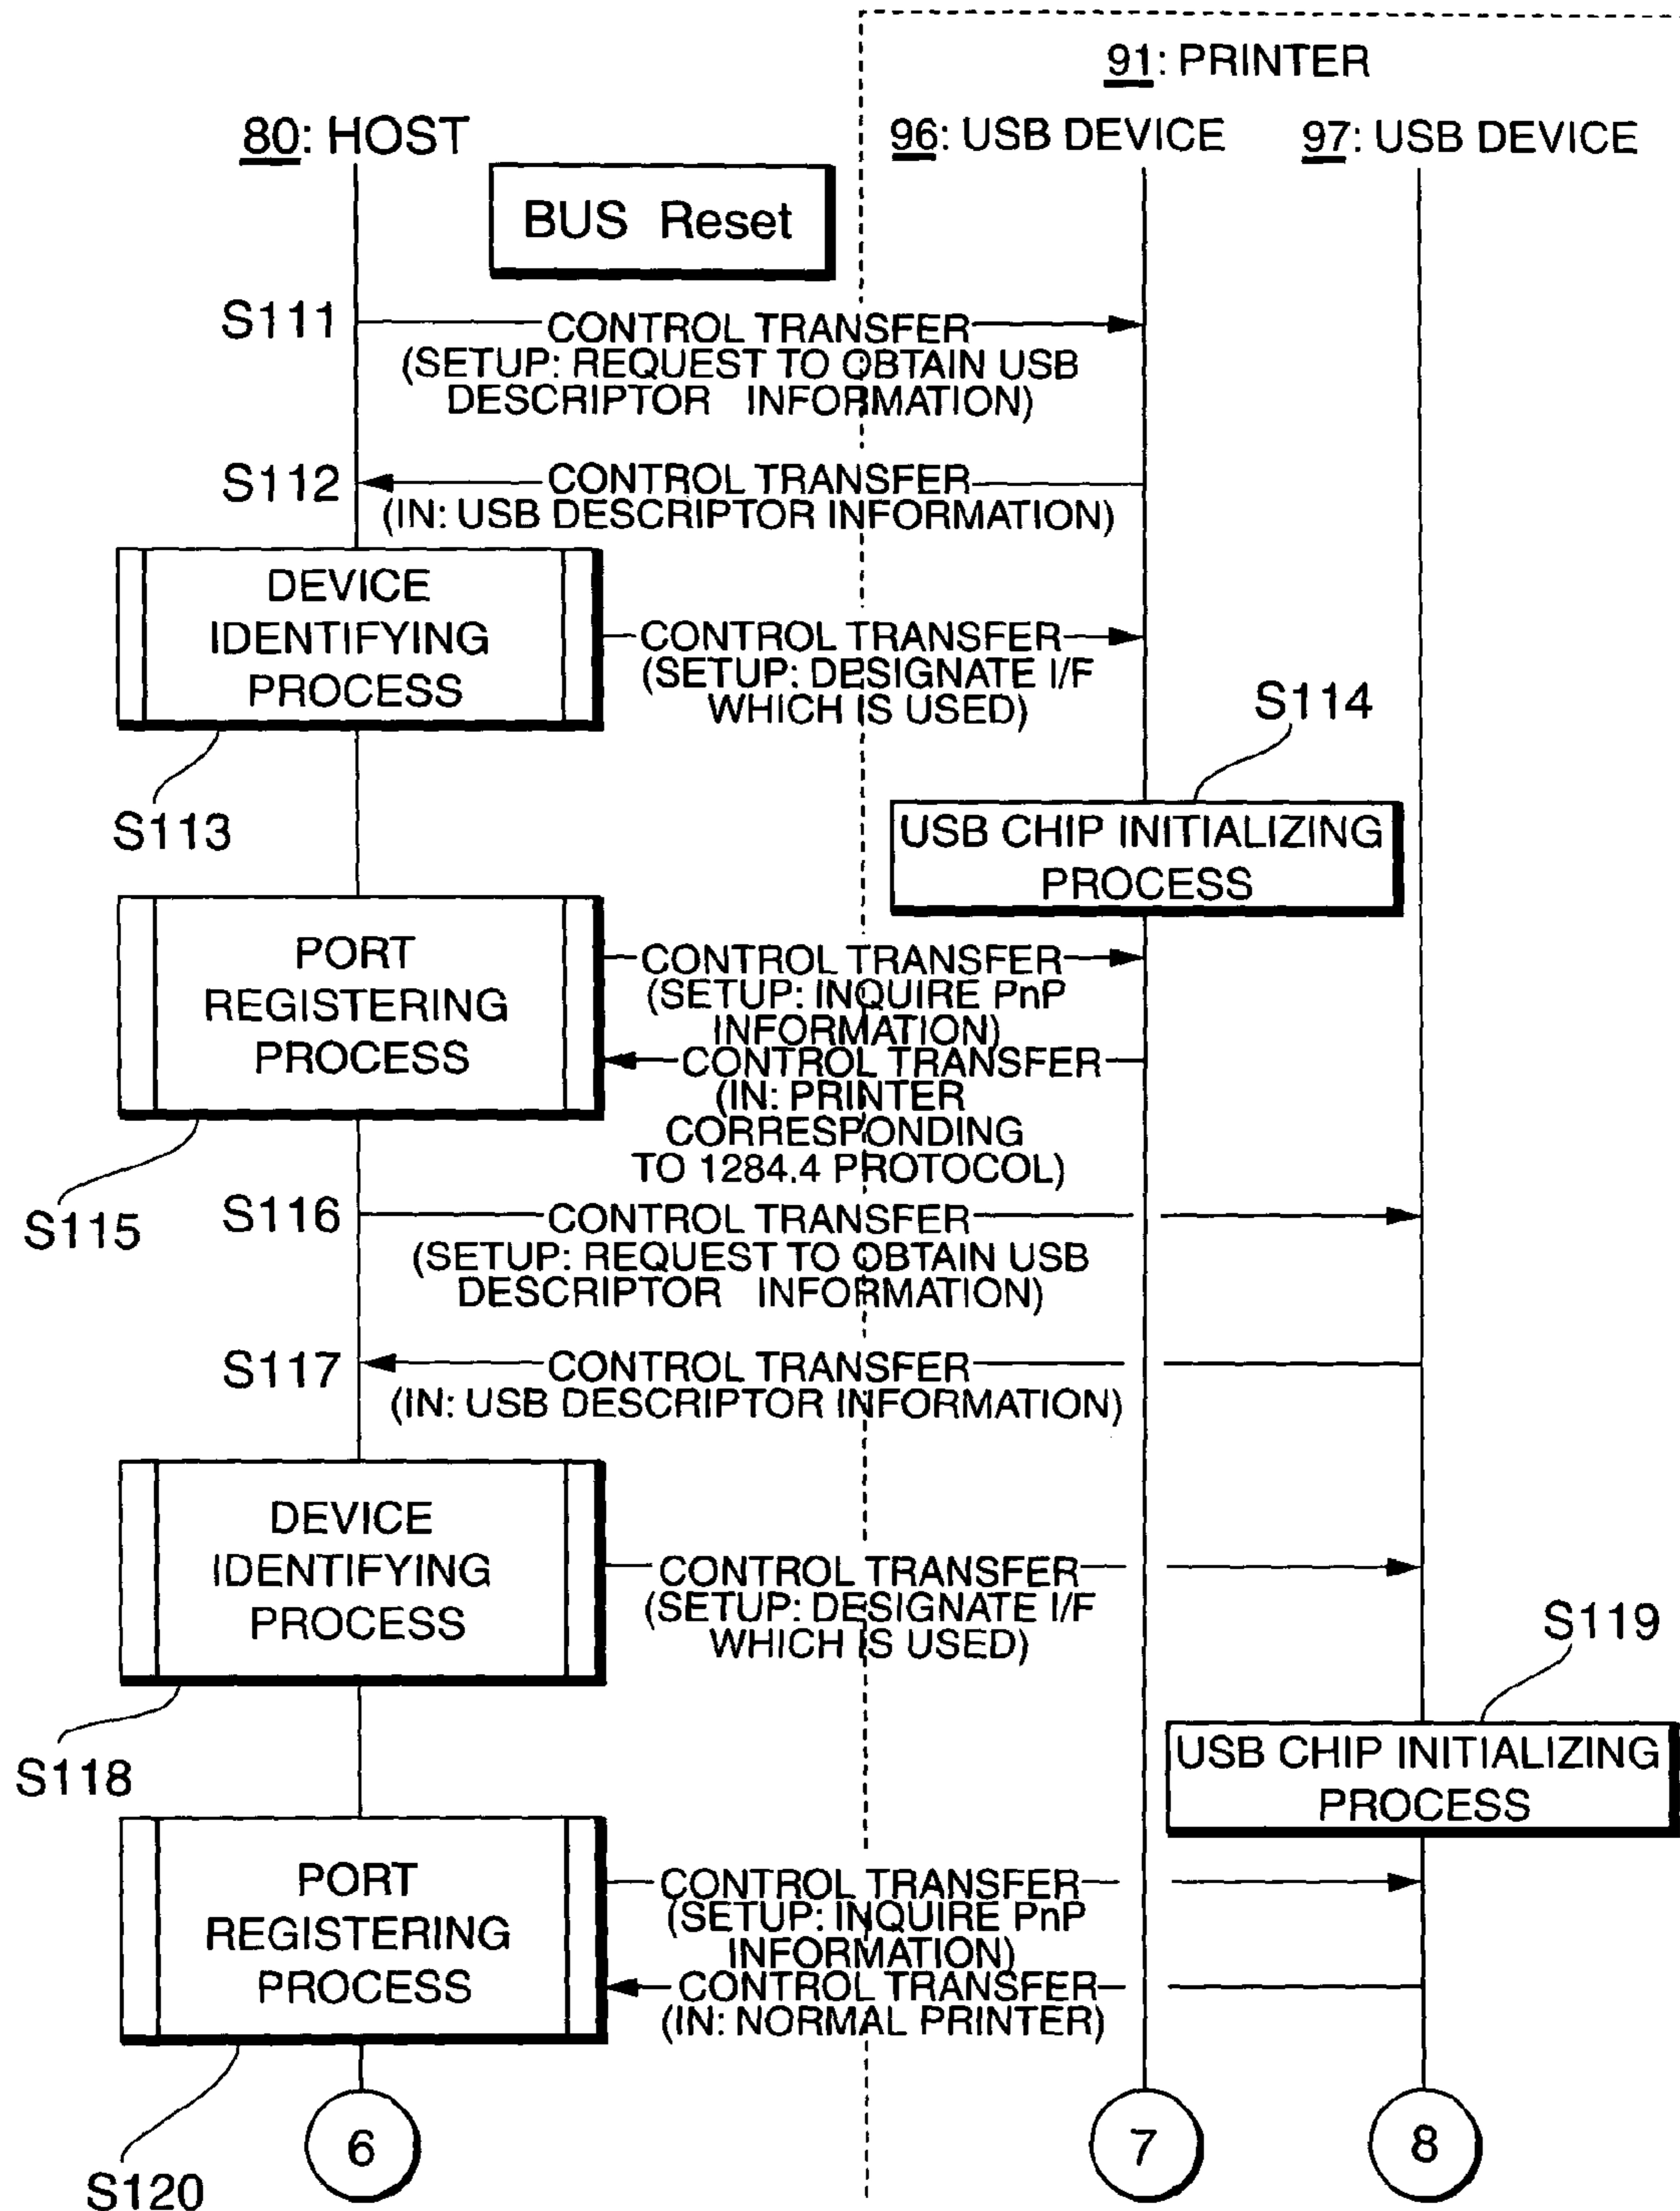 91: PRINTER
80: HOST
96: USB DEVICE
97: USB DEVICE
BUS Reset
S111
CONTROL TRANSFER
(SETUP: REQUEST TO OBTAIN USB
DESCRIPTOR INFORMATION)
S112
CONTROL TRANSFER
(IN: USB DESCRIPTOR INFORMATION)
DEVICE
IDENTIFYING
PROCESS
CONTROL TRANSFER
(SETUP: DESIGNATE I/F
WHICH IS USED)
S113
S114
USB CHIP INITIALIZING
PROCESS
PORT
REGISTERING
PROCESS
CONTROL TRANSFER
(SETUP: INQUIRE PnP
INFORMATION)
CONTROL TRANSFER
(IN: PRINTER
CORRESPONDING
TO 1284.4 PROTOCOL)
S115
S116
CONTROL TRANSFER
(SETUP: REQUEST TO OBTAIN USB
DESCRIPTOR INFORMATION)
S117
CONTROL TRANSFER
(IN: USB DESCRIPTOR INFORMATION)
DEVICE
IDENTIFYING
PROCESS
CONTROL TRANSFER
(SETUP: DESIGNATE I/F
WHICH IS USED)
S118
S119
USB CHIP INITIALIZING
PROCESS
PORT
REGISTERING
PROCESS
CONTROL TRANSFER
(SETUP: INQUIRE PnP
INFORMATION)
CONTROL TRANSFER
(IN: NORMAL PRINTER)
S120
6
7
8